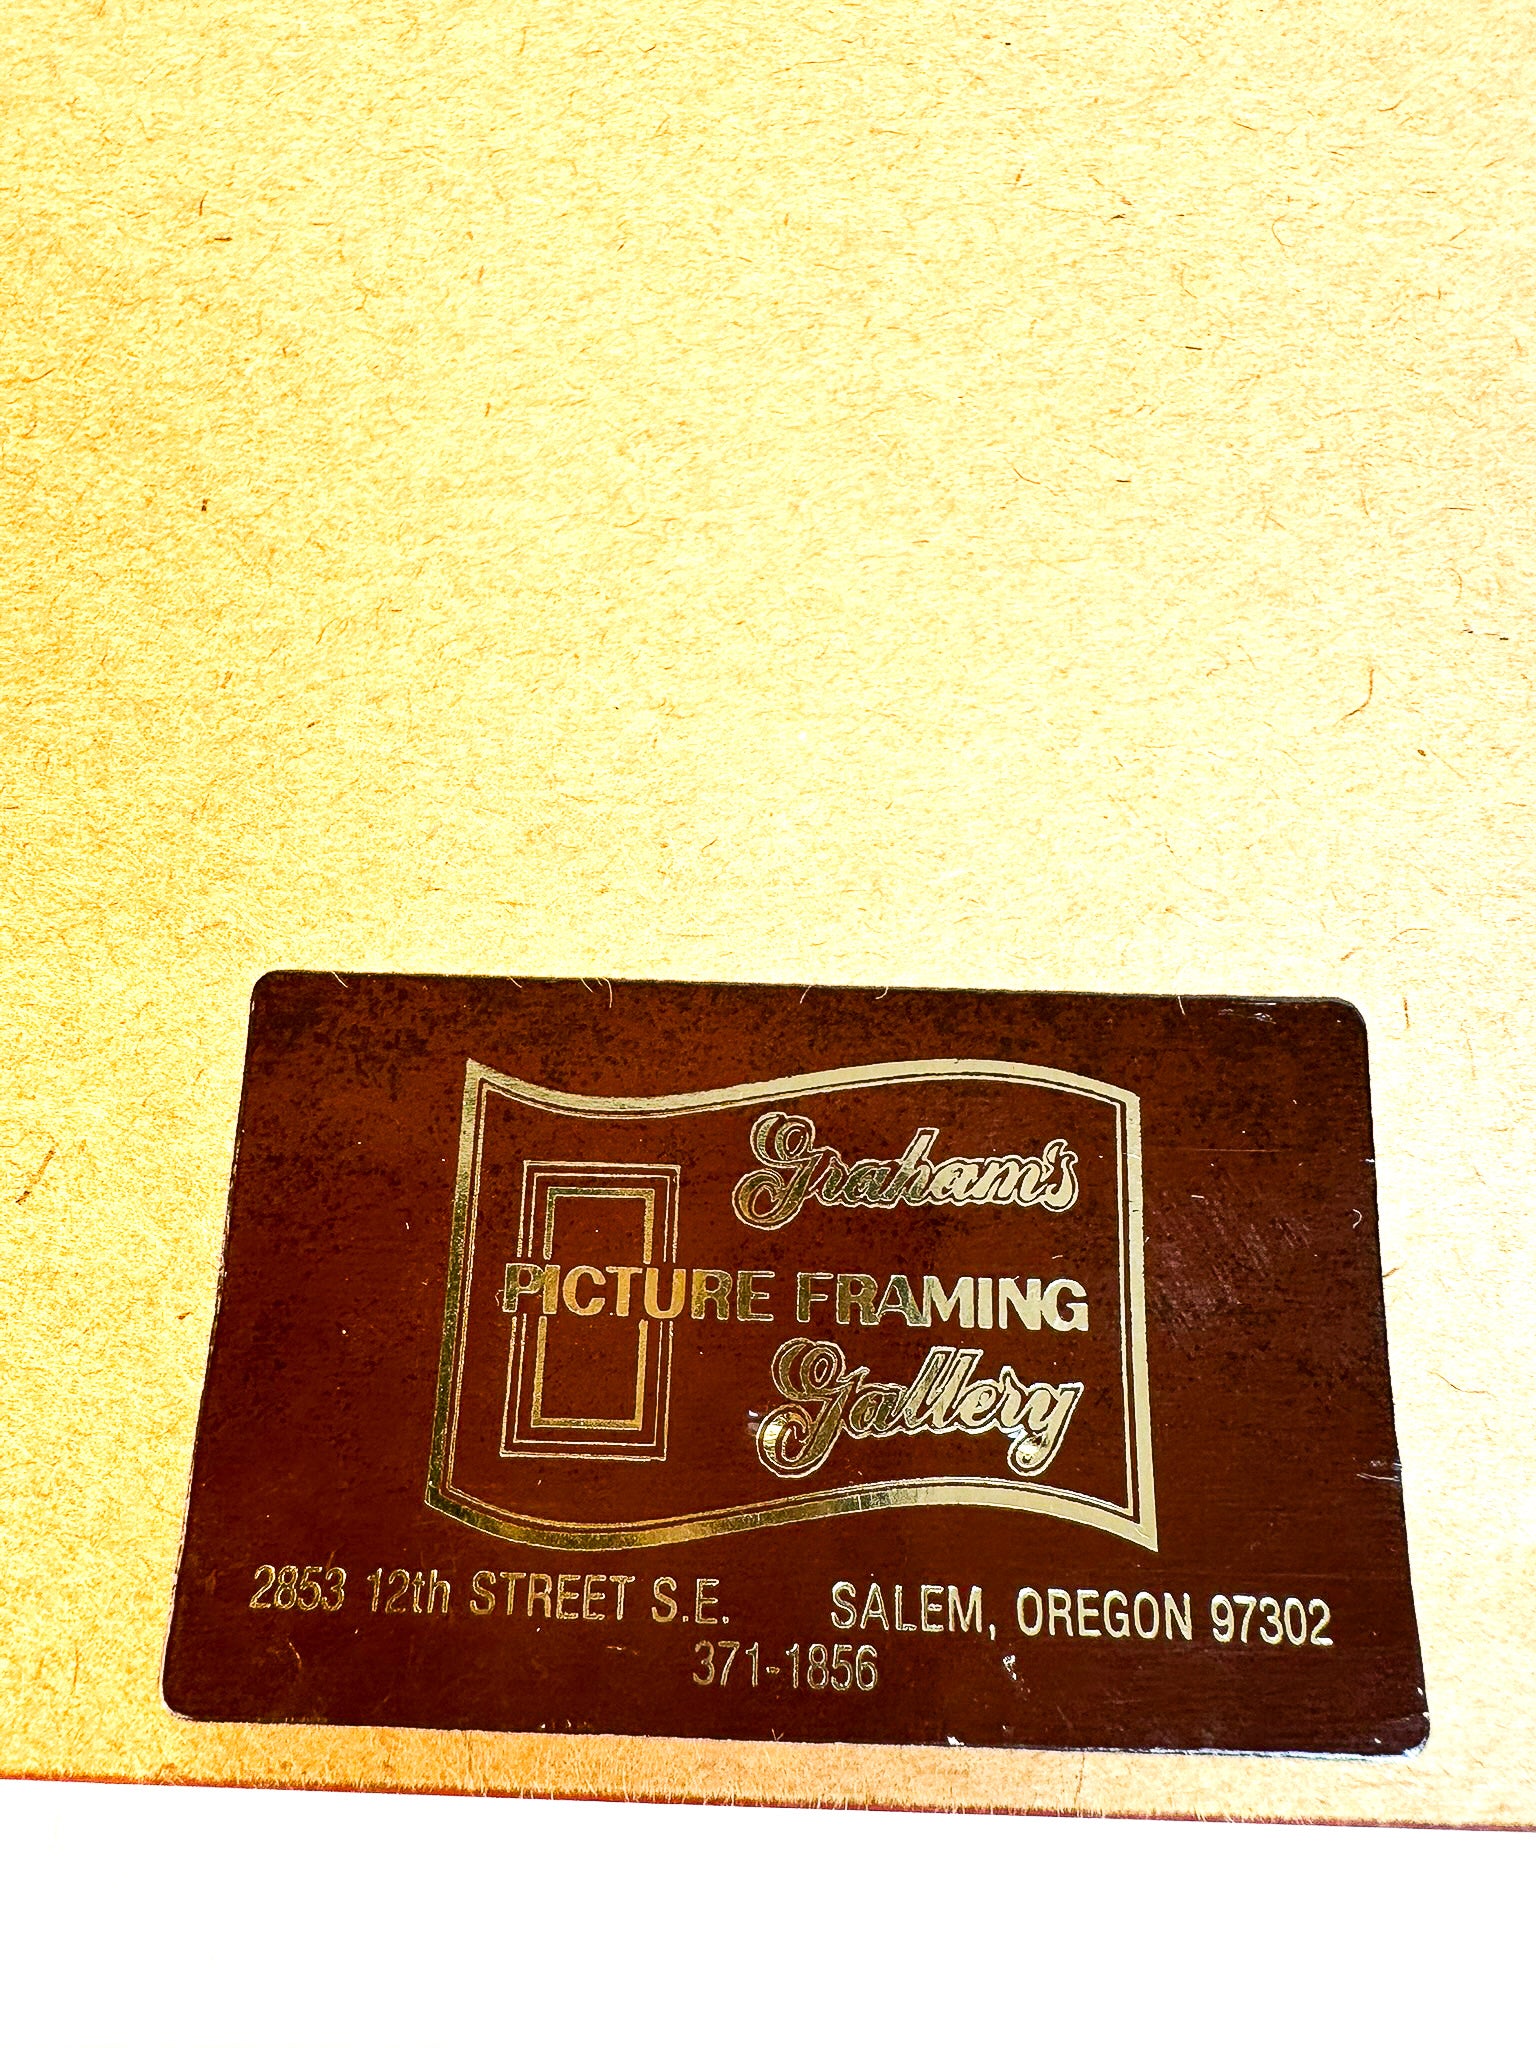 Graham's
PICTURE FRAMING
Gallery
2853 12th STREET S.E. SALEM, OREGON 97302
371-1856